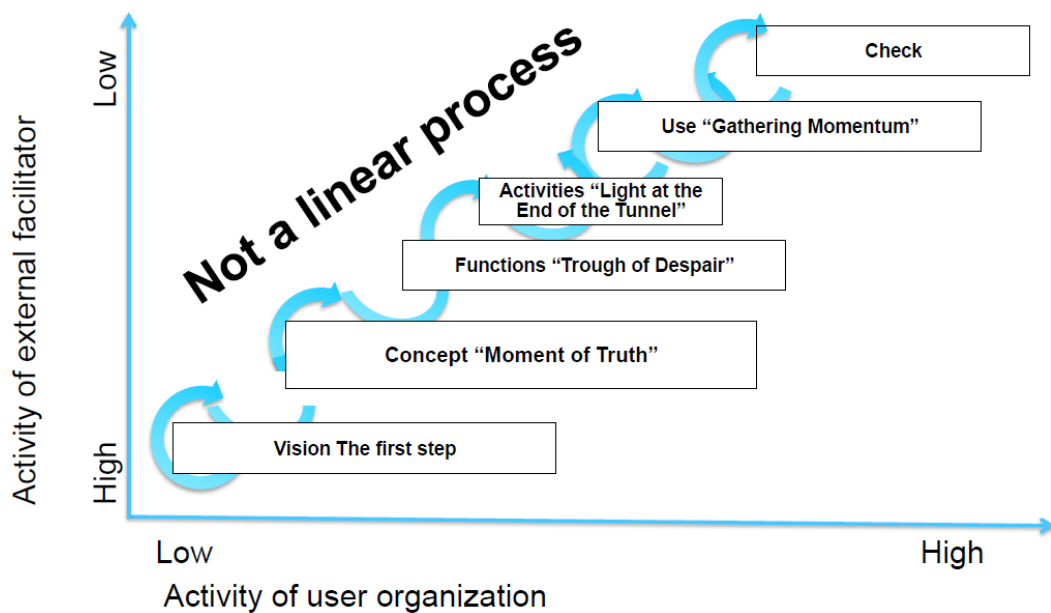 Low
Check
Not a linear process
Use “Gathering Momentum”
Activities “Light at the
End of the Tunnel”
Functions “Trough of Despair”
Concept “Moment of Truth”
Vision The first step
High
Activity of external facilitator
Low
High
Activity of user organization